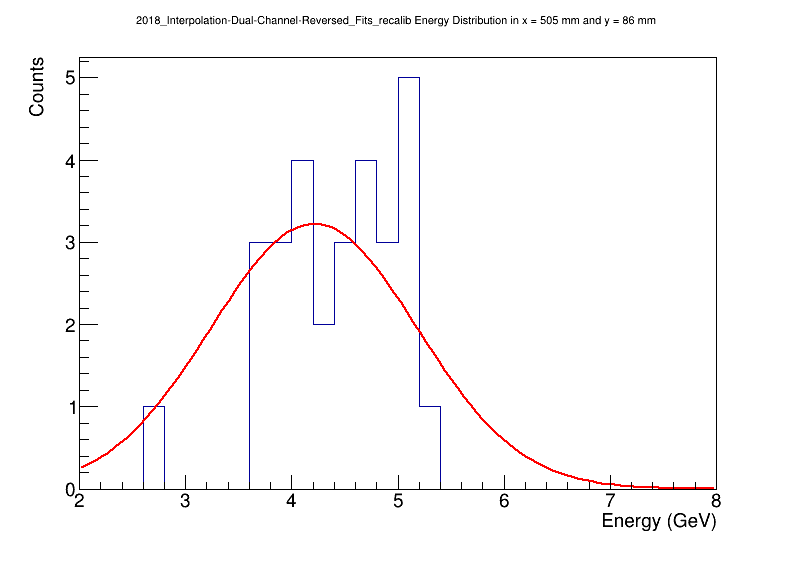 2018_Interpolation-Dual-Channel-Reversed_Fits_recalib Energy Distribution in x = 505 mm and y = 86 mm
Counts
5
4
3
2
1
0
2 3 4 5 6 7 8
Energy (GeV)